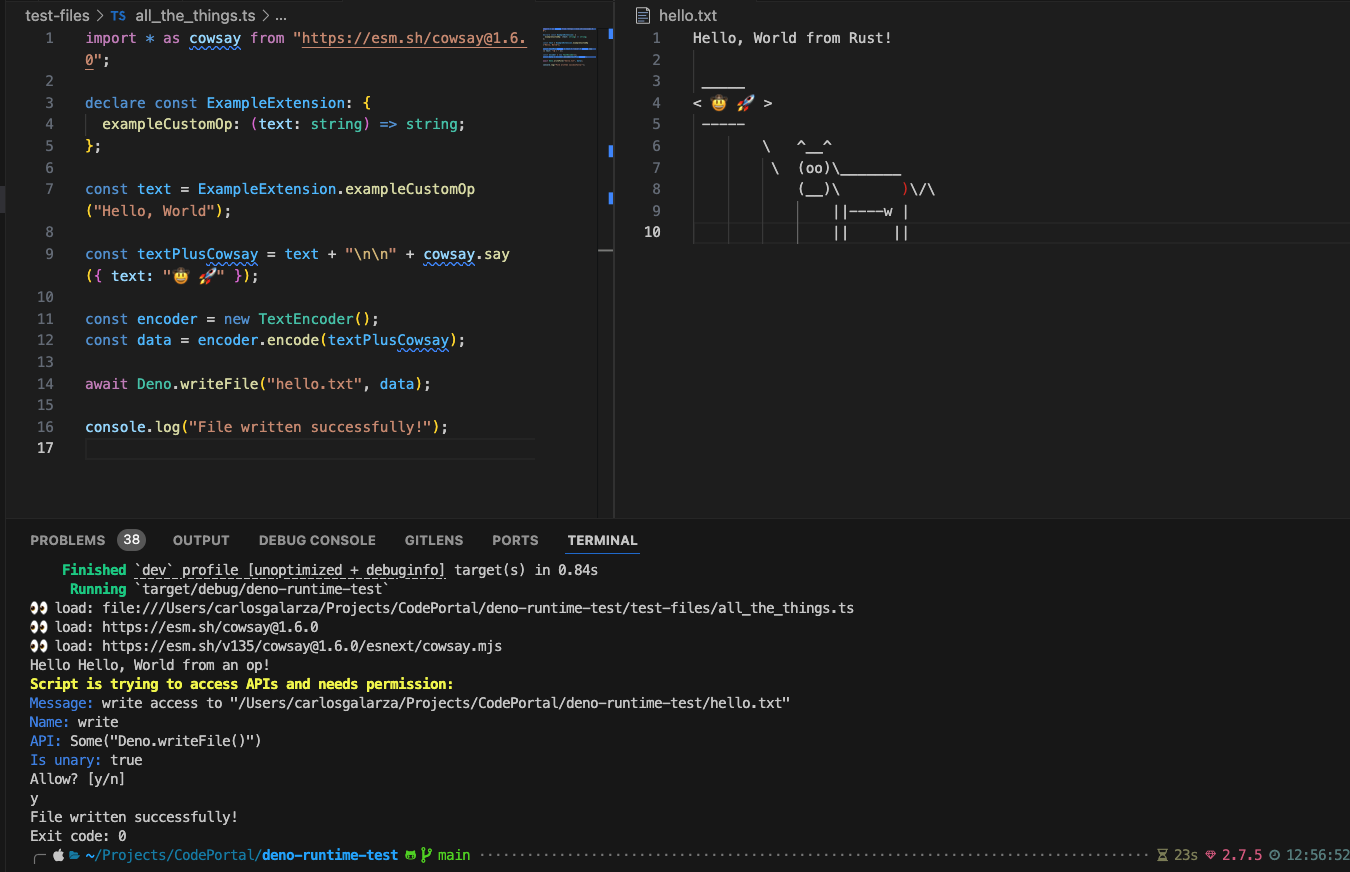 test-files > TS all_the_things.ts > ...
1 import * as cowsay from "https://esm.sh/cowsay@1.6.
0";
2
3 declare const ExampleExtension: {
4 exampleCustomOp: (text: string) => string;
5 };
6
7 const text = ExampleExtension.exampleCustomOp
("Hello, World");
8
9 const textPlusCowsay = text + "\n\n" + cowsay.say
({ text: "🤠 🚀" });
10
11 const encoder = new TextEncoder();
12 const data = encoder.encode(textPlusCowsay);
13
14 await Deno.writeFile("hello.txt", data);
15
16 console.log("File written successfully!");
17
hello.txt
1 Hello, World from Rust!
2
3  _____
4 < 🤠 🚀 >
5  -----
6         \   ^__^
7          \  (oo)\_______
8             (__)\       )\/\
9                 ||----w |
10                 ||     ||
PROBLEMS 38 OUTPUT DEBUG CONSOLE GITLENS PORTS TERMINAL
Finished `dev` profile [unoptimized + debuginfo] target(s) in 0.84s
Running `target/debug/deno-runtime-test`
👀 load: file:///Users/carlosgalarza/Projects/CodePortal/deno-runtime-test/test-files/all_the_things.ts
👀 load: https://esm.sh/cowsay@1.6.0
👀 load: https://esm.sh/v135/cowsay@1.6.0/esnext/cowsay.mjs
Hello Hello, World from an op!
Script is trying to access APIs and needs permission:
Message: write access to "/Users/carlosgalarza/Projects/CodePortal/deno-runtime-test/hello.txt"
Name: write
API: Some("Deno.writeFile()")
Is unary: true
Allow? [y/n]
y
File written successfully!
Exit code: 0
~/Projects/CodePortal/deno-runtime-test main 23s 2.7.5 12:56:52